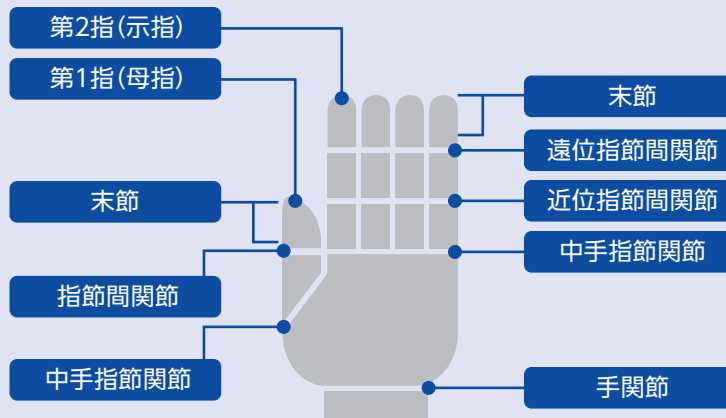 第2指(示指)
第1指(母指)
末節
指節間関節
中手指節関節
末節
遠位指節間関節
近位指節間関節
中手指節関節
手関節